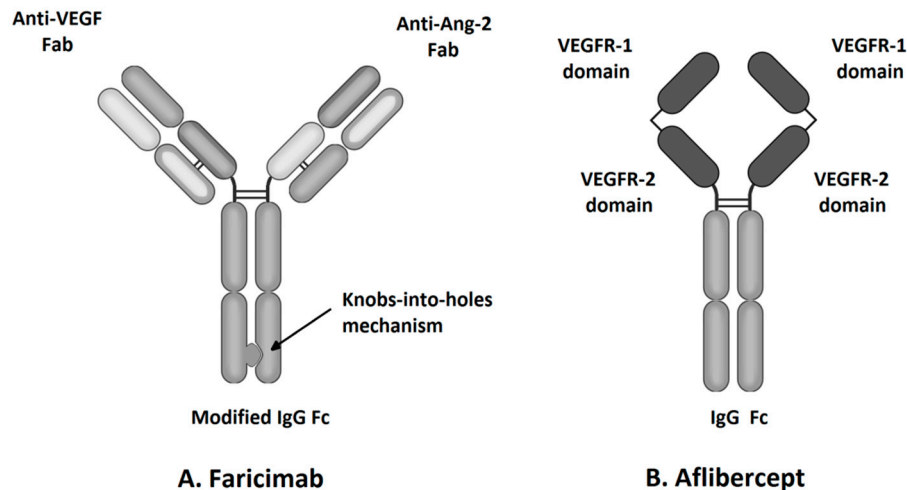 Anti-VEGF
Fab
Anti-Ang-2
Fab
Knobs-into-holes
mechanism
Modified IgG Fc
A. Faricimab
VEGFR-1
domain
VEGFR-1
domain
VEGFR-2
domain
VEGFR-2
domain
IgG Fc
B. Aflibercept